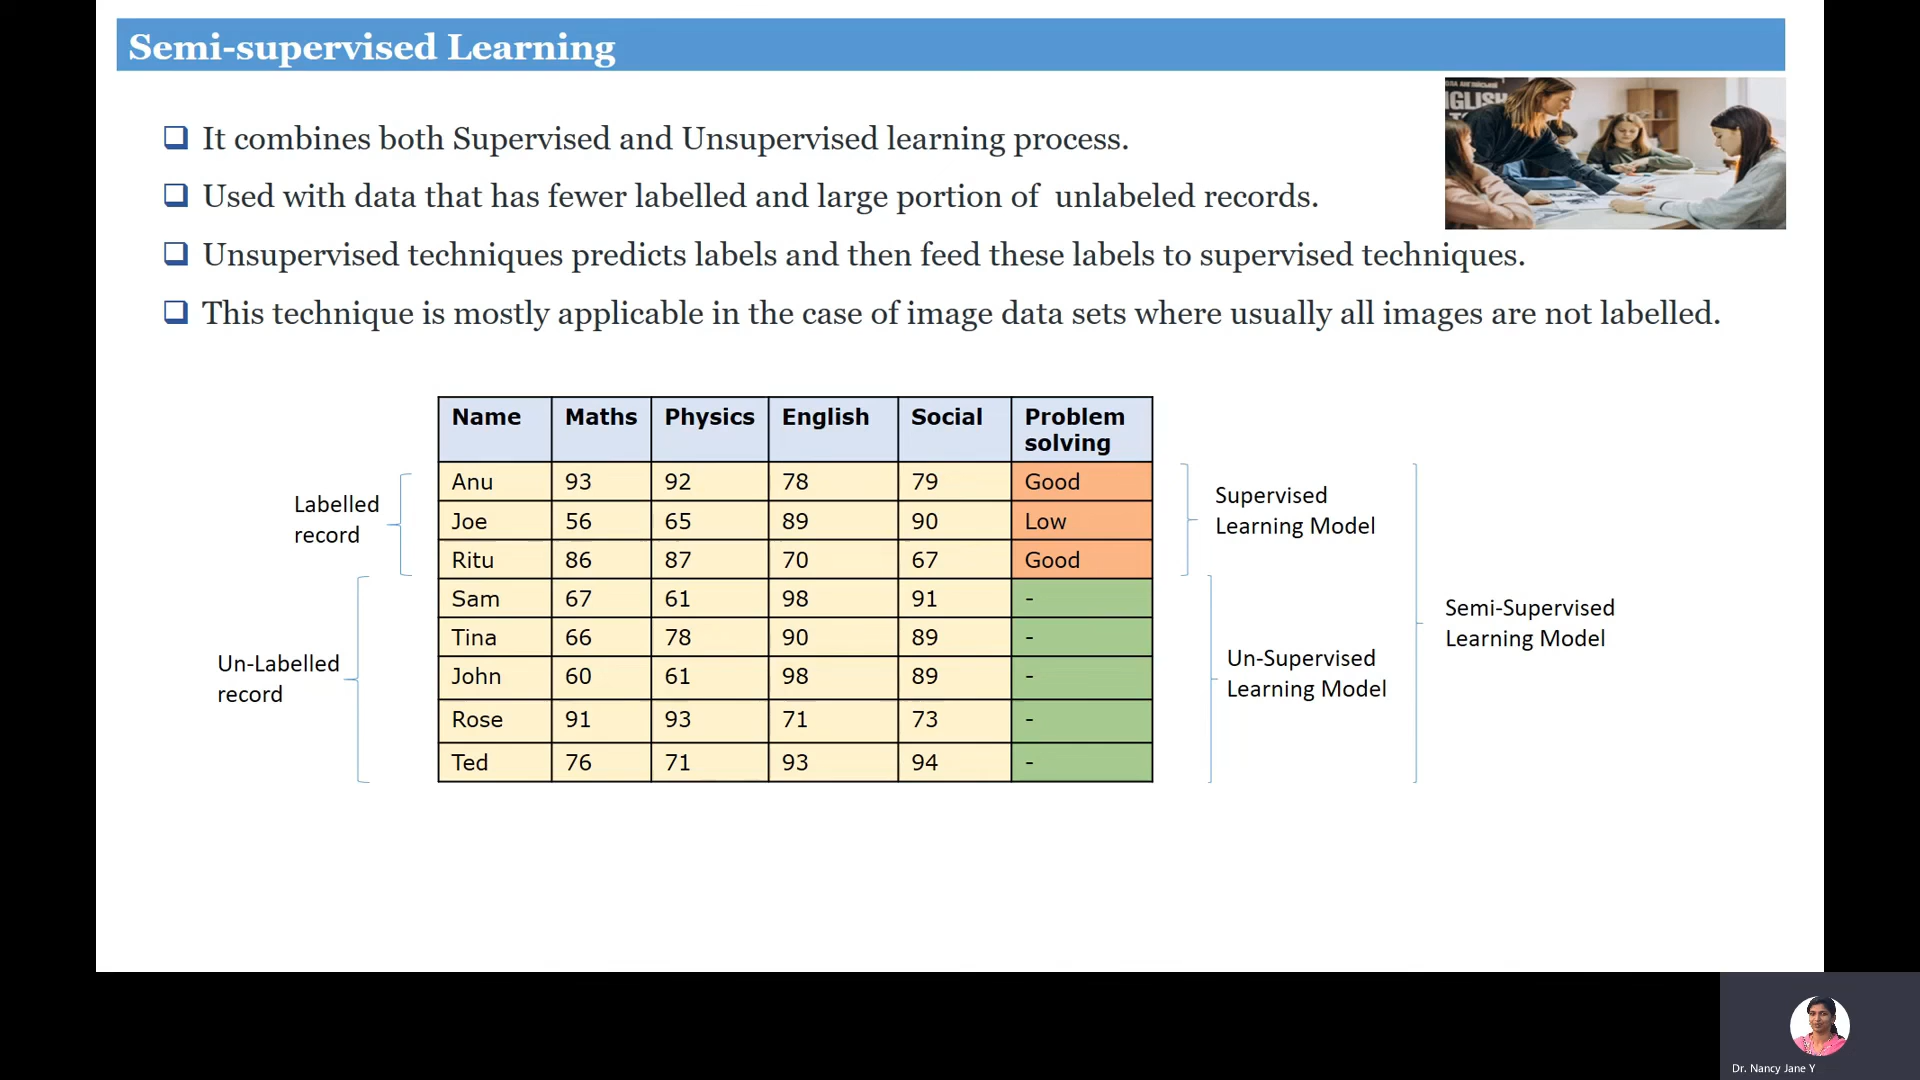 Semi-supervised Learning
It combines both Supervised and Unsupervised learning process.
Used with data that has fewer labelled and large portion of unlabeled records.
Unsupervised techniques predicts labels and then feed these labels to supervised techniques.
This technique is mostly applicable in the case of image data sets where usually all images are not labelled.
Name Maths Physics English Social Problem
solving
Anu 93 92 78 79 Good
Joe 56 65 89 90 Low
Ritu 86 87 70 67 Good
Sam 67 61 98 91 -
Tina 66 78 90 89 -
John 60 61 98 89 -
Rose 91 93 71 73 -
Ted 76 71 93 94 -
Labelled
record
Un-Labelled
record
Supervised
Learning Model
Un-Supervised
Learning Model
Semi-Supervised
Learning Model
Dr. Nancy Jane Y